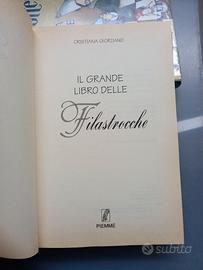 CRISTIANA GIORDANO
IL GRANDE
LIBRO DELLE
Filastrocche
PIEMME
subito